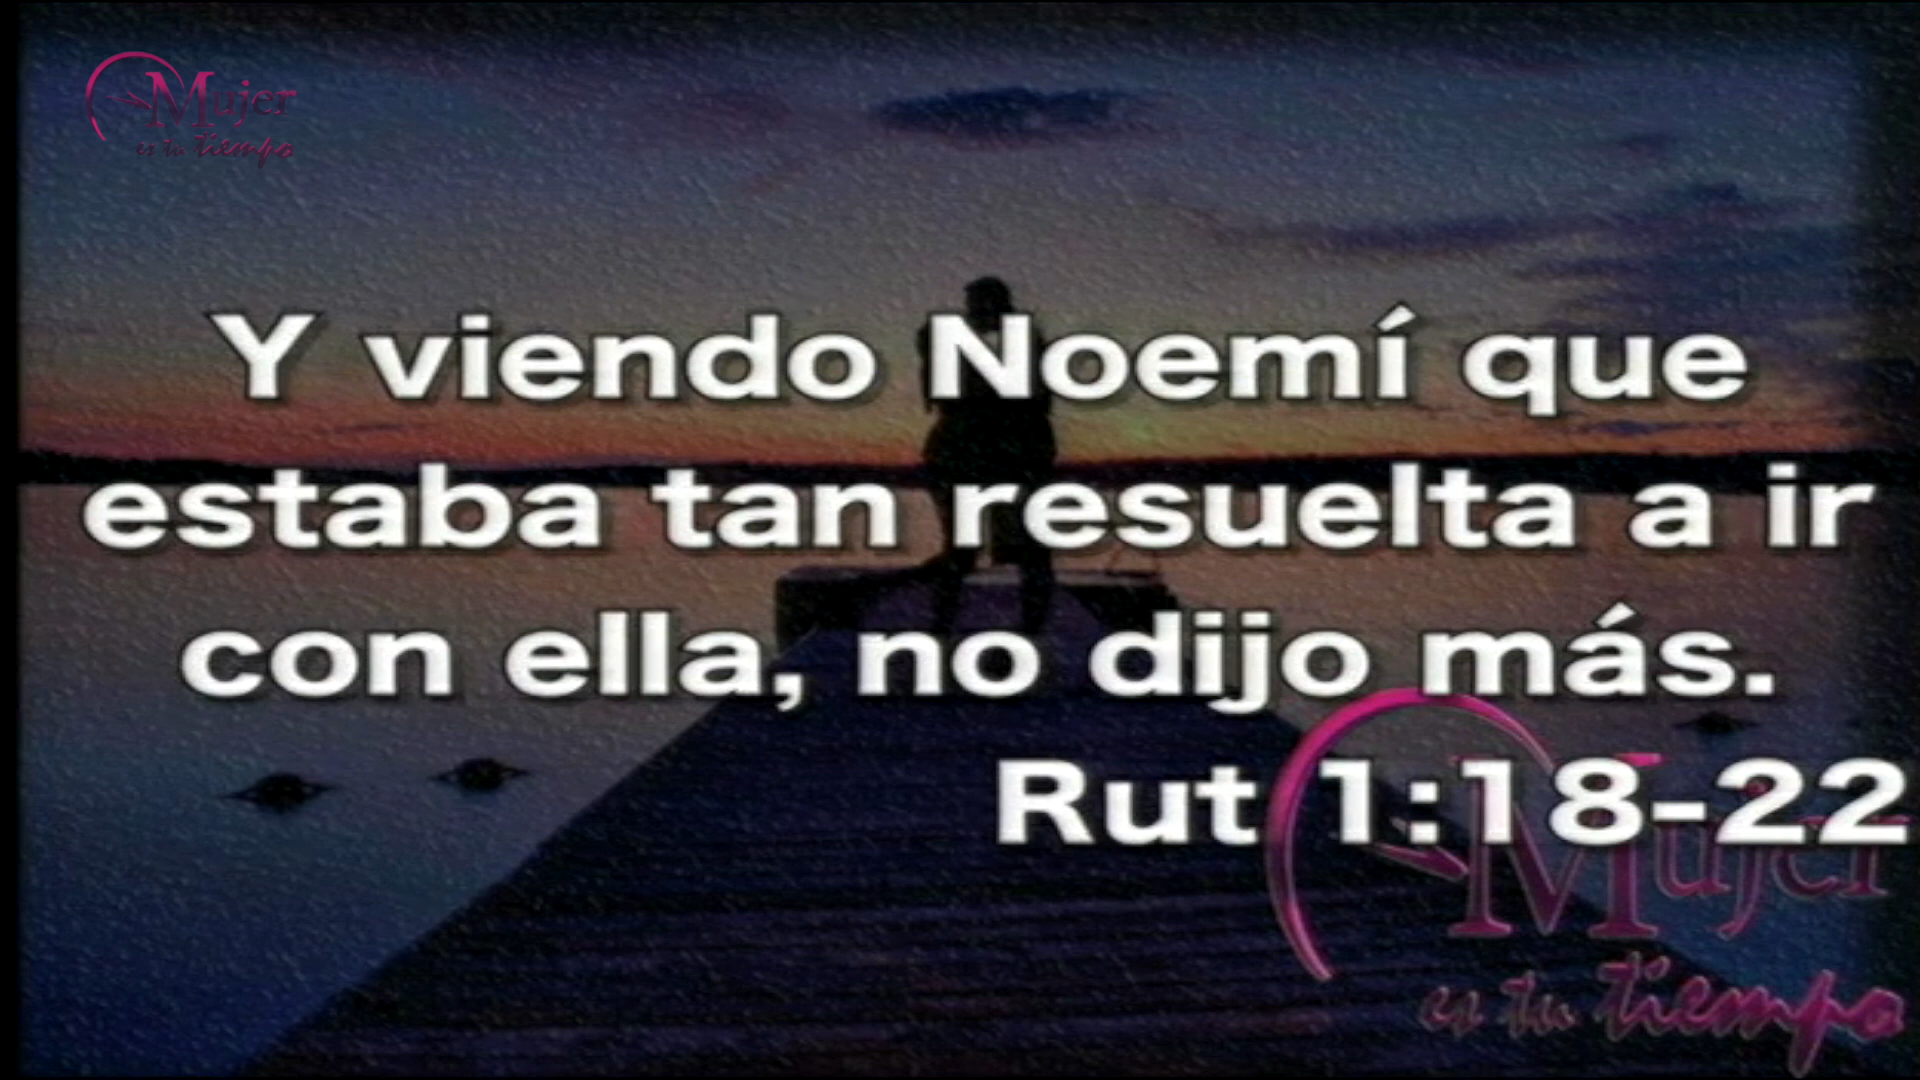 Mujer
es tu tiempo
Y viendo Noemí que
estaba tan resuelta a ir
con ella, no dijo más.
Rut 1:18-22
Mujer
es tu tiempo